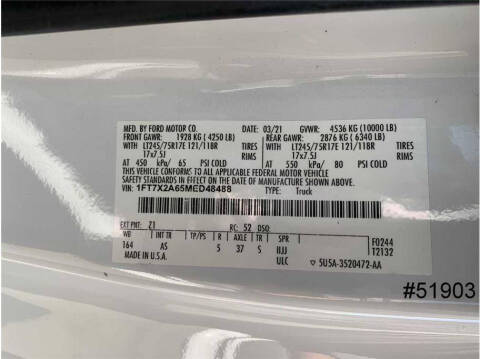 MFD. BY FORD MOTOR CO. 03/21 GVWR: 4536 KG (10000 LB)
FRONT GAWR: 1928 KG ( 4250 LB) REAR GAWR: 2876 KG ( 6340 LB)
WITH LT245/75R17E 121/118R TIRES WITH LT245/75R17E 121/118R TIRES
17x7.5J RIMS 17x7.5J RIMS
AT 450 kPa/ 65 PSI COLD AT 550 kPa/ 80 PSI COLD
THIS VEHICLE CONFORMS TO ALL APPLICABLE FEDERAL MOTOR VEHICLE
SAFETY STANDARDS IN EFFECT ON THE DATE OF MANUFACTURE SHOWN ABOVE.
VIN: 1FT7X2A65MED48488 TYPE: Truck
EXT PNT: Z1 RC: 52 DSO:
WB INT TR TP/PS R AXLE TR SPR F0244
164 AS 5 37 S IIJJ T2132
MADE IN U.S.A. ULC 5U5A-3520472-AA
#51903